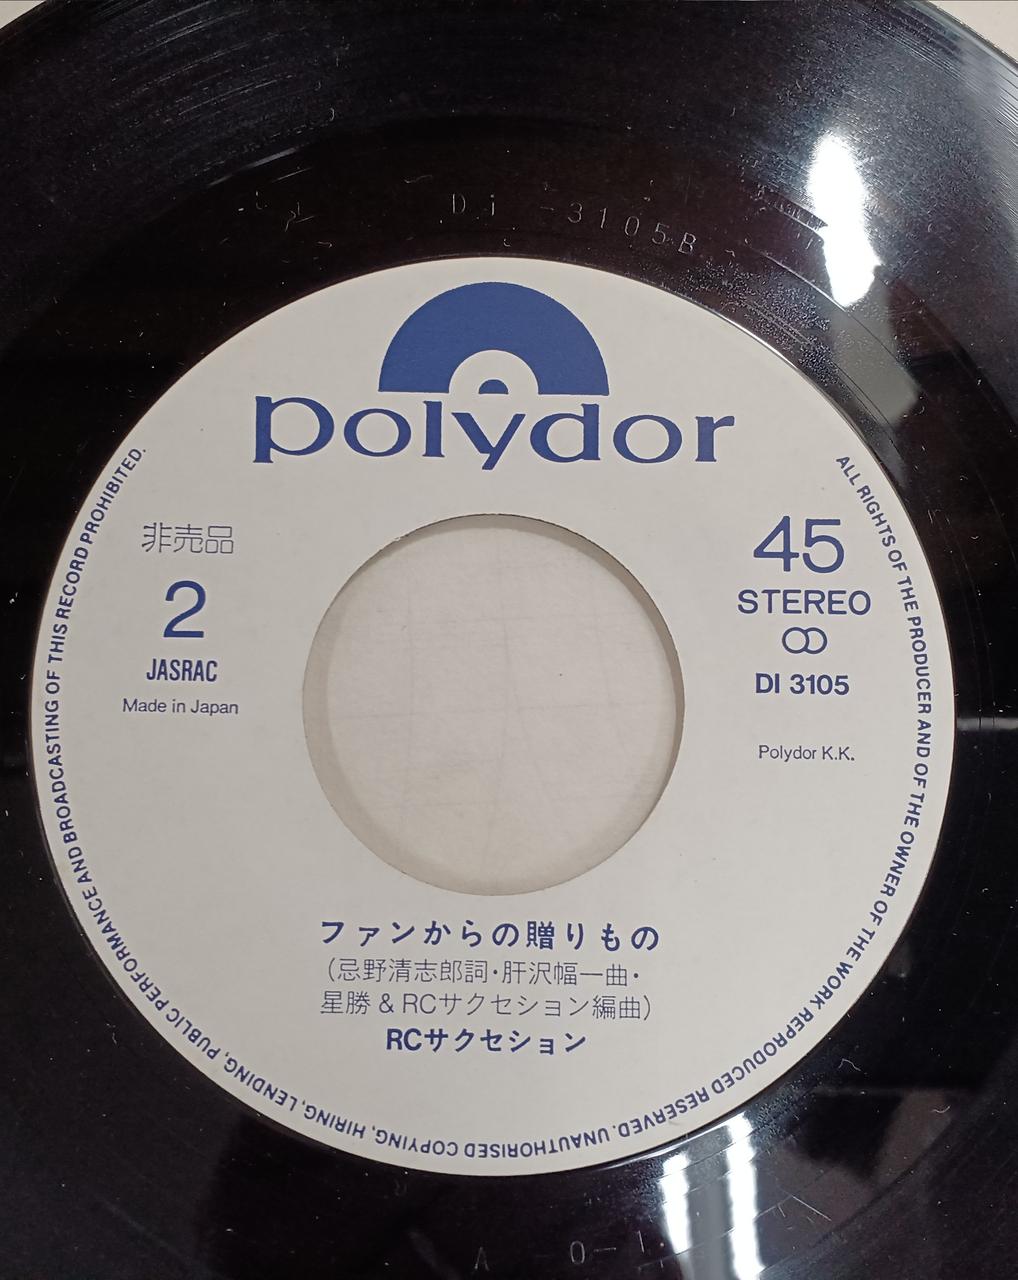 Di-3105B
polydor
非売品
2
JASRAC
Made in Japan
45
STEREO
DI 3105
Polydor K.K.
ファンからの贈りもの
(忌野清志郎詞・肝沢幅一曲・
星勝 & RCサクセション編曲)
RCサクセション
ALL RIGHTS OF THE PRODUCER AND OF THE OWNER OF THE WORK REPRODUCED RESERVED. UNAUTHORISED COPYING, HIRING, LENDING, PUBLIC PERFORMANCE AND BROADCASTING OF THIS RECORD PROHIBITED.
A 0-1